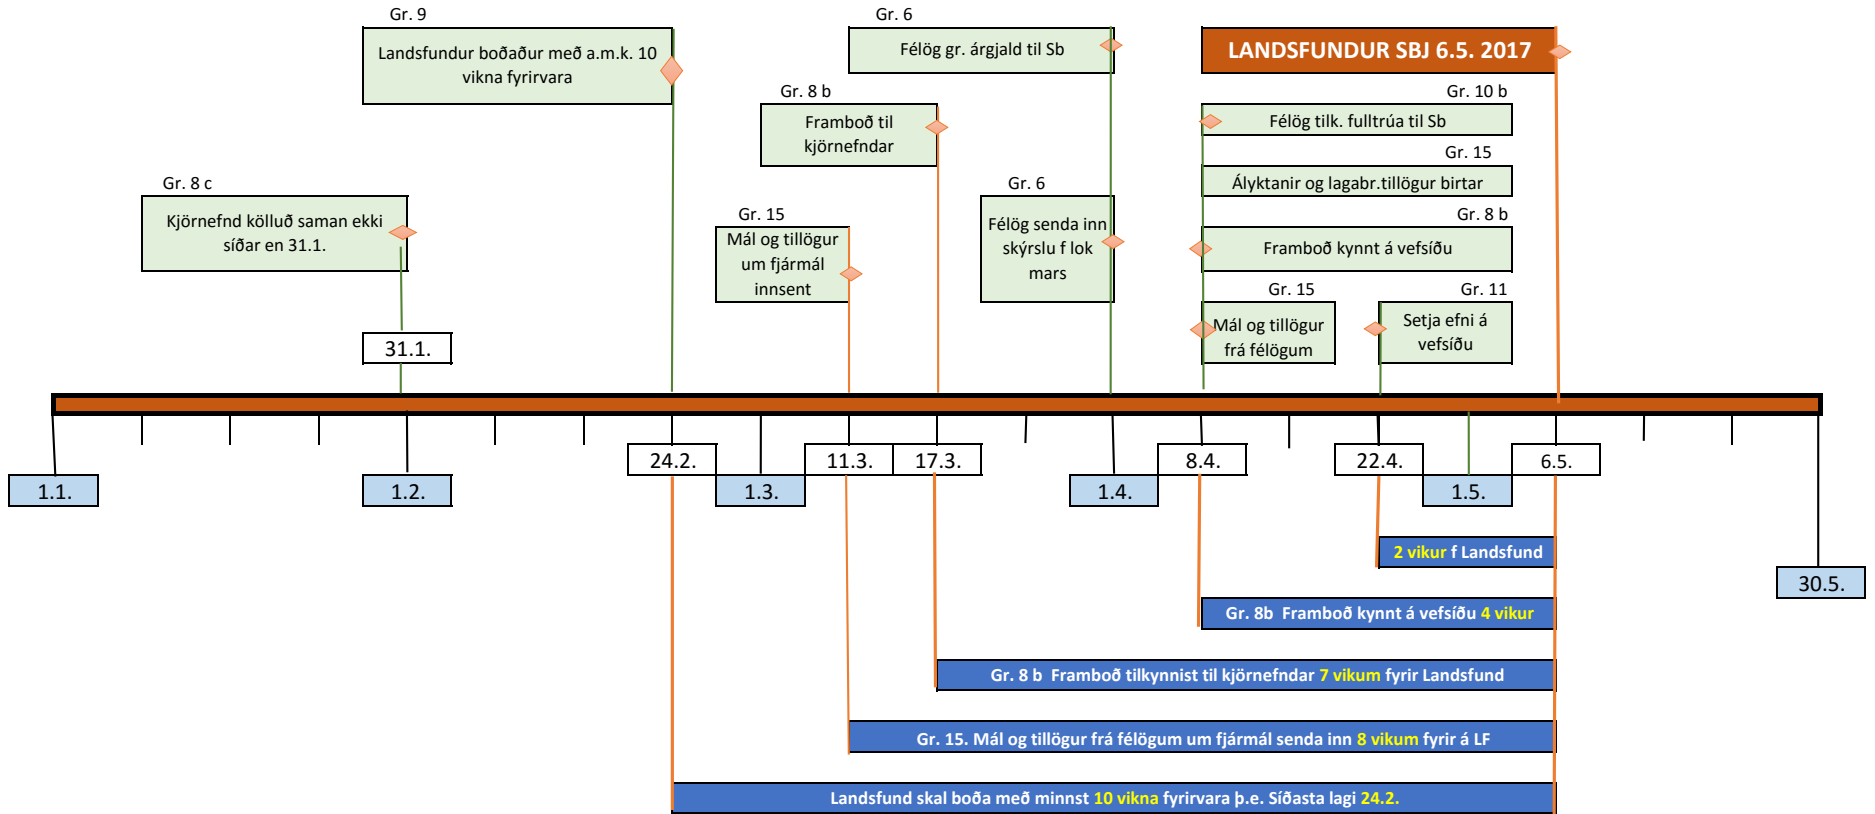 Gr. 9
Landsfundur boðaður með a.m.k. 10
vikna fyrirvara
Gr. 6
Félög gr. árgjald til Sb
LANDSFUNDUR SBJ 6.5. 2017
Gr. 8 b
Framboð til
kjörnefndar
Gr. 10 b
Félög tilk. fulltrúa til Sb
Gr. 15
Ályktanir og lagabr.tillögur birtar
Gr. 8 c
Kjörnefnd kölluð saman ekki
síðar en 31.1.
Gr. 15
Mál og tillögur
um fjármál
innsent
Gr. 6
Félög senda inn
skýrslu f lok
mars
Gr. 8 b
Framboð kynnt á vefsíðu
Gr. 15
Mál og tillögur
frá félögum
Gr. 11
Setja efni á
vefsíðu
31.1.
24.2.
11.3.
17.3.
8.4.
22.4.
6.5.
1.1.
1.2.
1.3.
1.4.
1.5.
30.5.
2 vikur f Landsfund
Gr. 8b Framboð kynnt á vefsíðu 4 vikur
Gr. 8 b Framboð tilkynnist til kjörnefndar 7 vikum fyrir Landsfund
Gr. 15. Mál og tillögur frá félögum um fjármál senda inn 8 vikum fyrir á LF
Landsfund skal boða með minnst 10 vikna fyrirvara þ.e. Síðasta lagi 24.2.